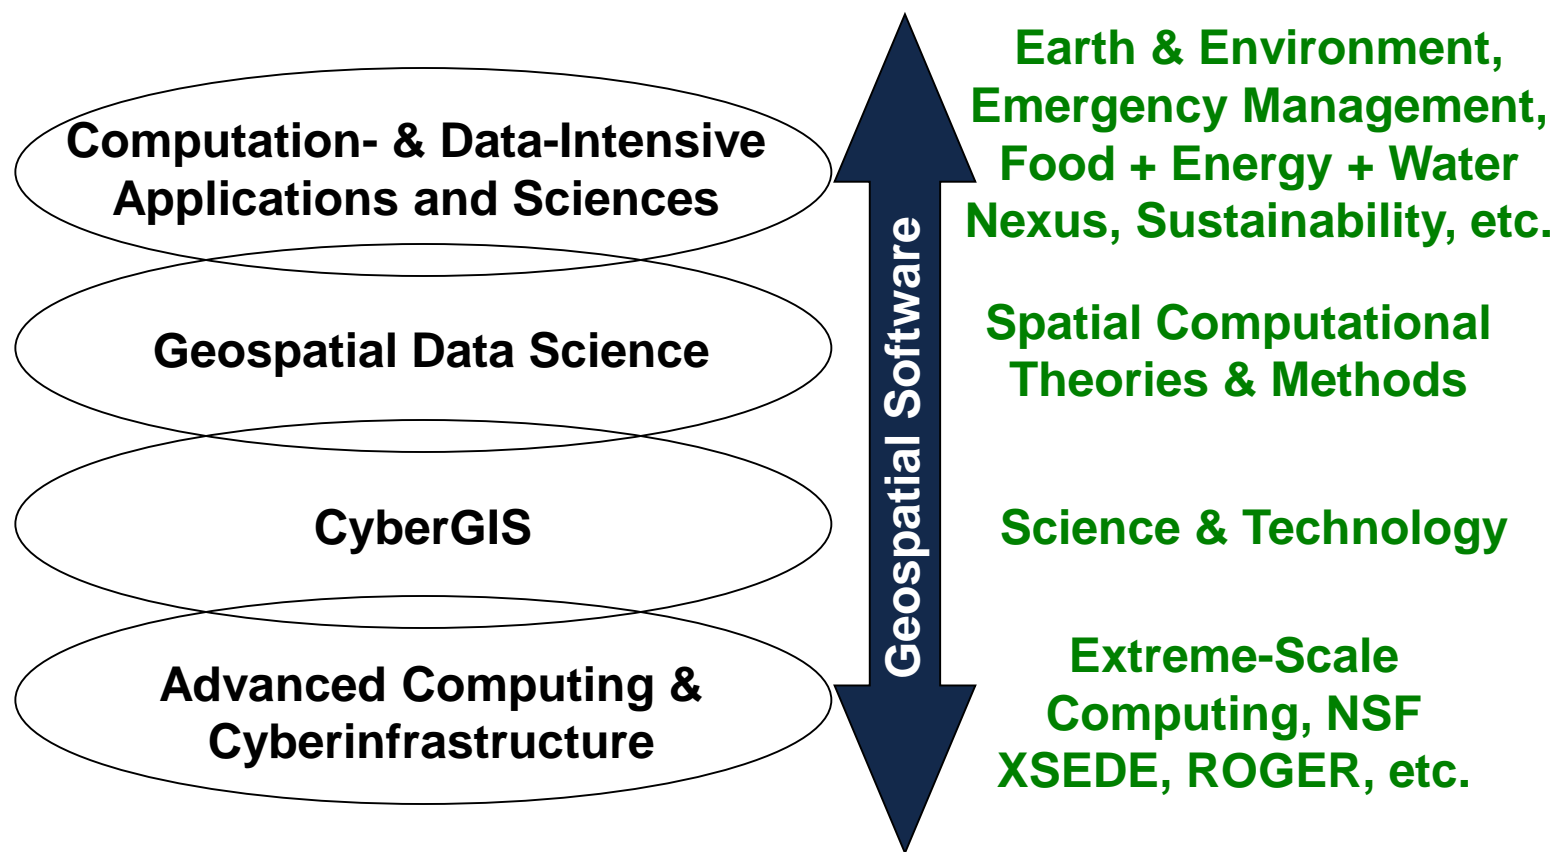 Computation- & Data-Intensive
Applications and Sciences
Geospatial Data Science
CyberGIS
Advanced Computing &
Cyberinfrastructure
Geospatial Software
Earth & Environment,
Emergency Management,
Food + Energy + Water
Nexus, Sustainability, etc.
Spatial Computational
Theories & Methods
Science & Technology
Extreme-Scale
Computing, NSF
XSEDE, ROGER, etc.